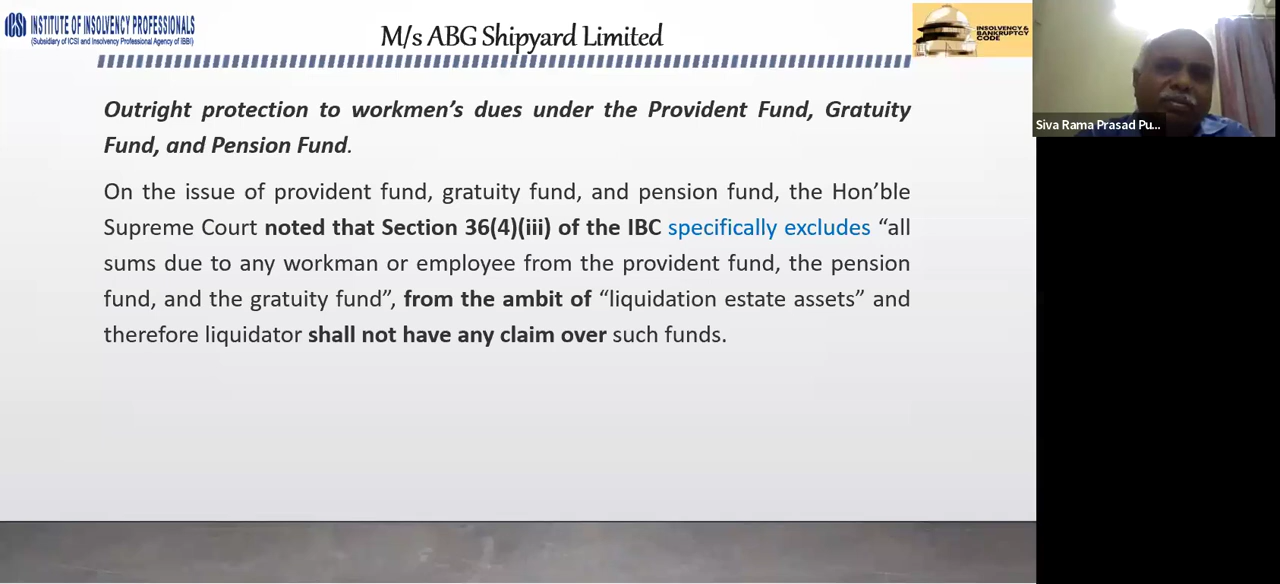 ICSI INSTITUTE OF INSOLVENCY PROFESSIONALS
(Subsidiary of ICSI and Insolvency Professional Agency of IBBI)
M/s ABG Shipyard Limited
INSOLVENCY &
BANKRUPTCY
CODE
Siva Rama Prasad Pu...
Outright protection to workmen’s dues under the Provident Fund, Gratuity
Fund, and Pension Fund.
On the issue of provident fund, gratuity fund, and pension fund, the Hon’ble
Supreme Court noted that Section 36(4)(iii) of the IBC specifically excludes “all
sums due to any workman or employee from the provident fund, the pension
fund, and the gratuity fund”, from the ambit of “liquidation estate assets” and
therefore liquidator shall not have any claim over such funds.